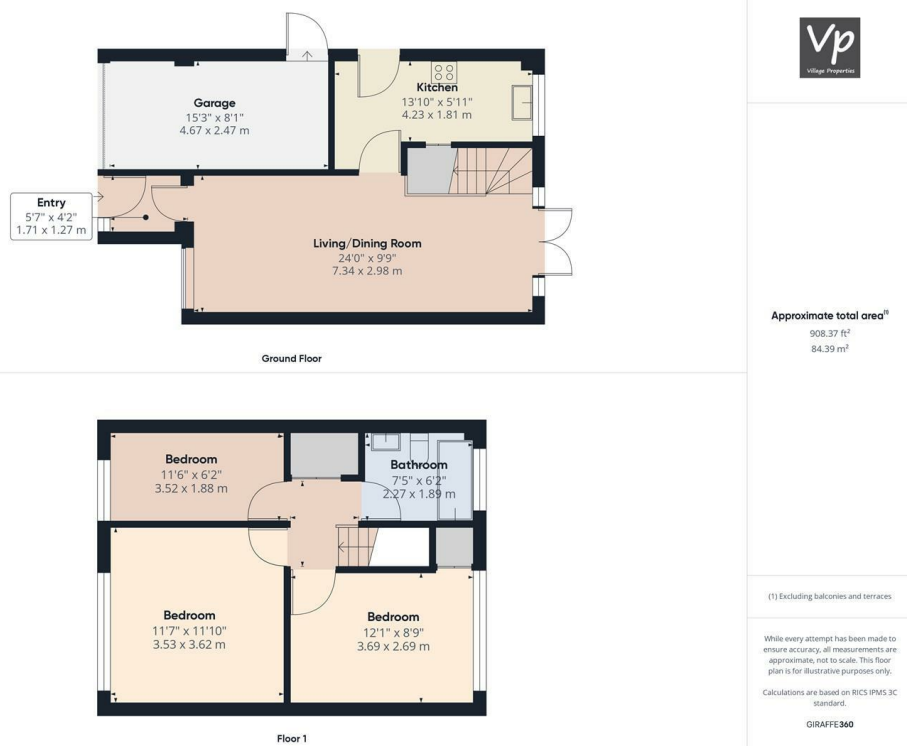 Garage
15'3" x 8'1"
4.67 x 2.47 m
Kitchen
13'10" x 5'11"
4.23 x 1.81 m
Entry
5'7" x 4'2"
1.71 x 1.27 m
Living/Dining Room
24'0" x 9'9"
7.34 x 2.98 m
Ground Floor
Bedroom
11'6" x 6'2"
3.52 x 1.88 m
Bathroom
7'5" x 6'2"
2.27 x 1.89 m
Bedroom
11'7" x 11'10"
3.53 x 3.62 m
Bedroom
12'1" x 8'9"
3.69 x 2.69 m
Floor 1
Vp
Village Properties
Approximate total area⁽¹⁾
908.37 ft²
84.39 m²
(1) Excluding balconies and terraces
While every attempt has been made to
ensure accuracy, all measurements are
approximate, not to scale. This floor
plan is for illustrative purposes only.
Calculations are based on RICS IPMS 3C
standard.
GIRAFFE360